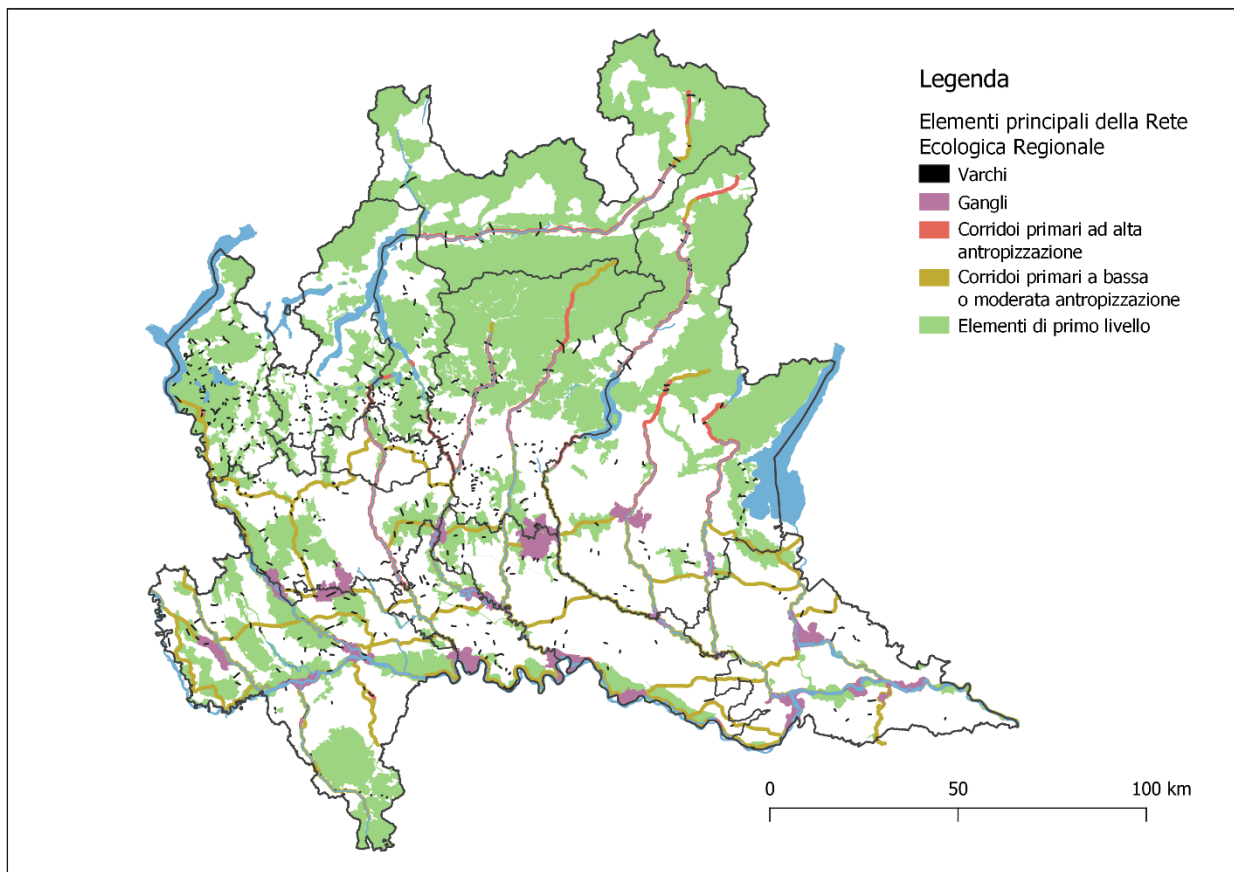 Legenda
Elementi principali della Rete
Ecologica Regionale
Varchi
Gangli
Corridoi primari ad alta
antropizzazione
Corridoi primari a bassa
o moderata antropizzazione
Elementi di primo livello
0 50 100 km